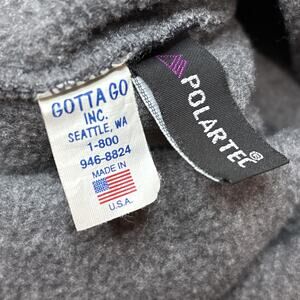 GOTTA GO
INC.
SEATTLE, WA
1-800
946-8824
MADE IN
U.S.A.
POLARTEC®